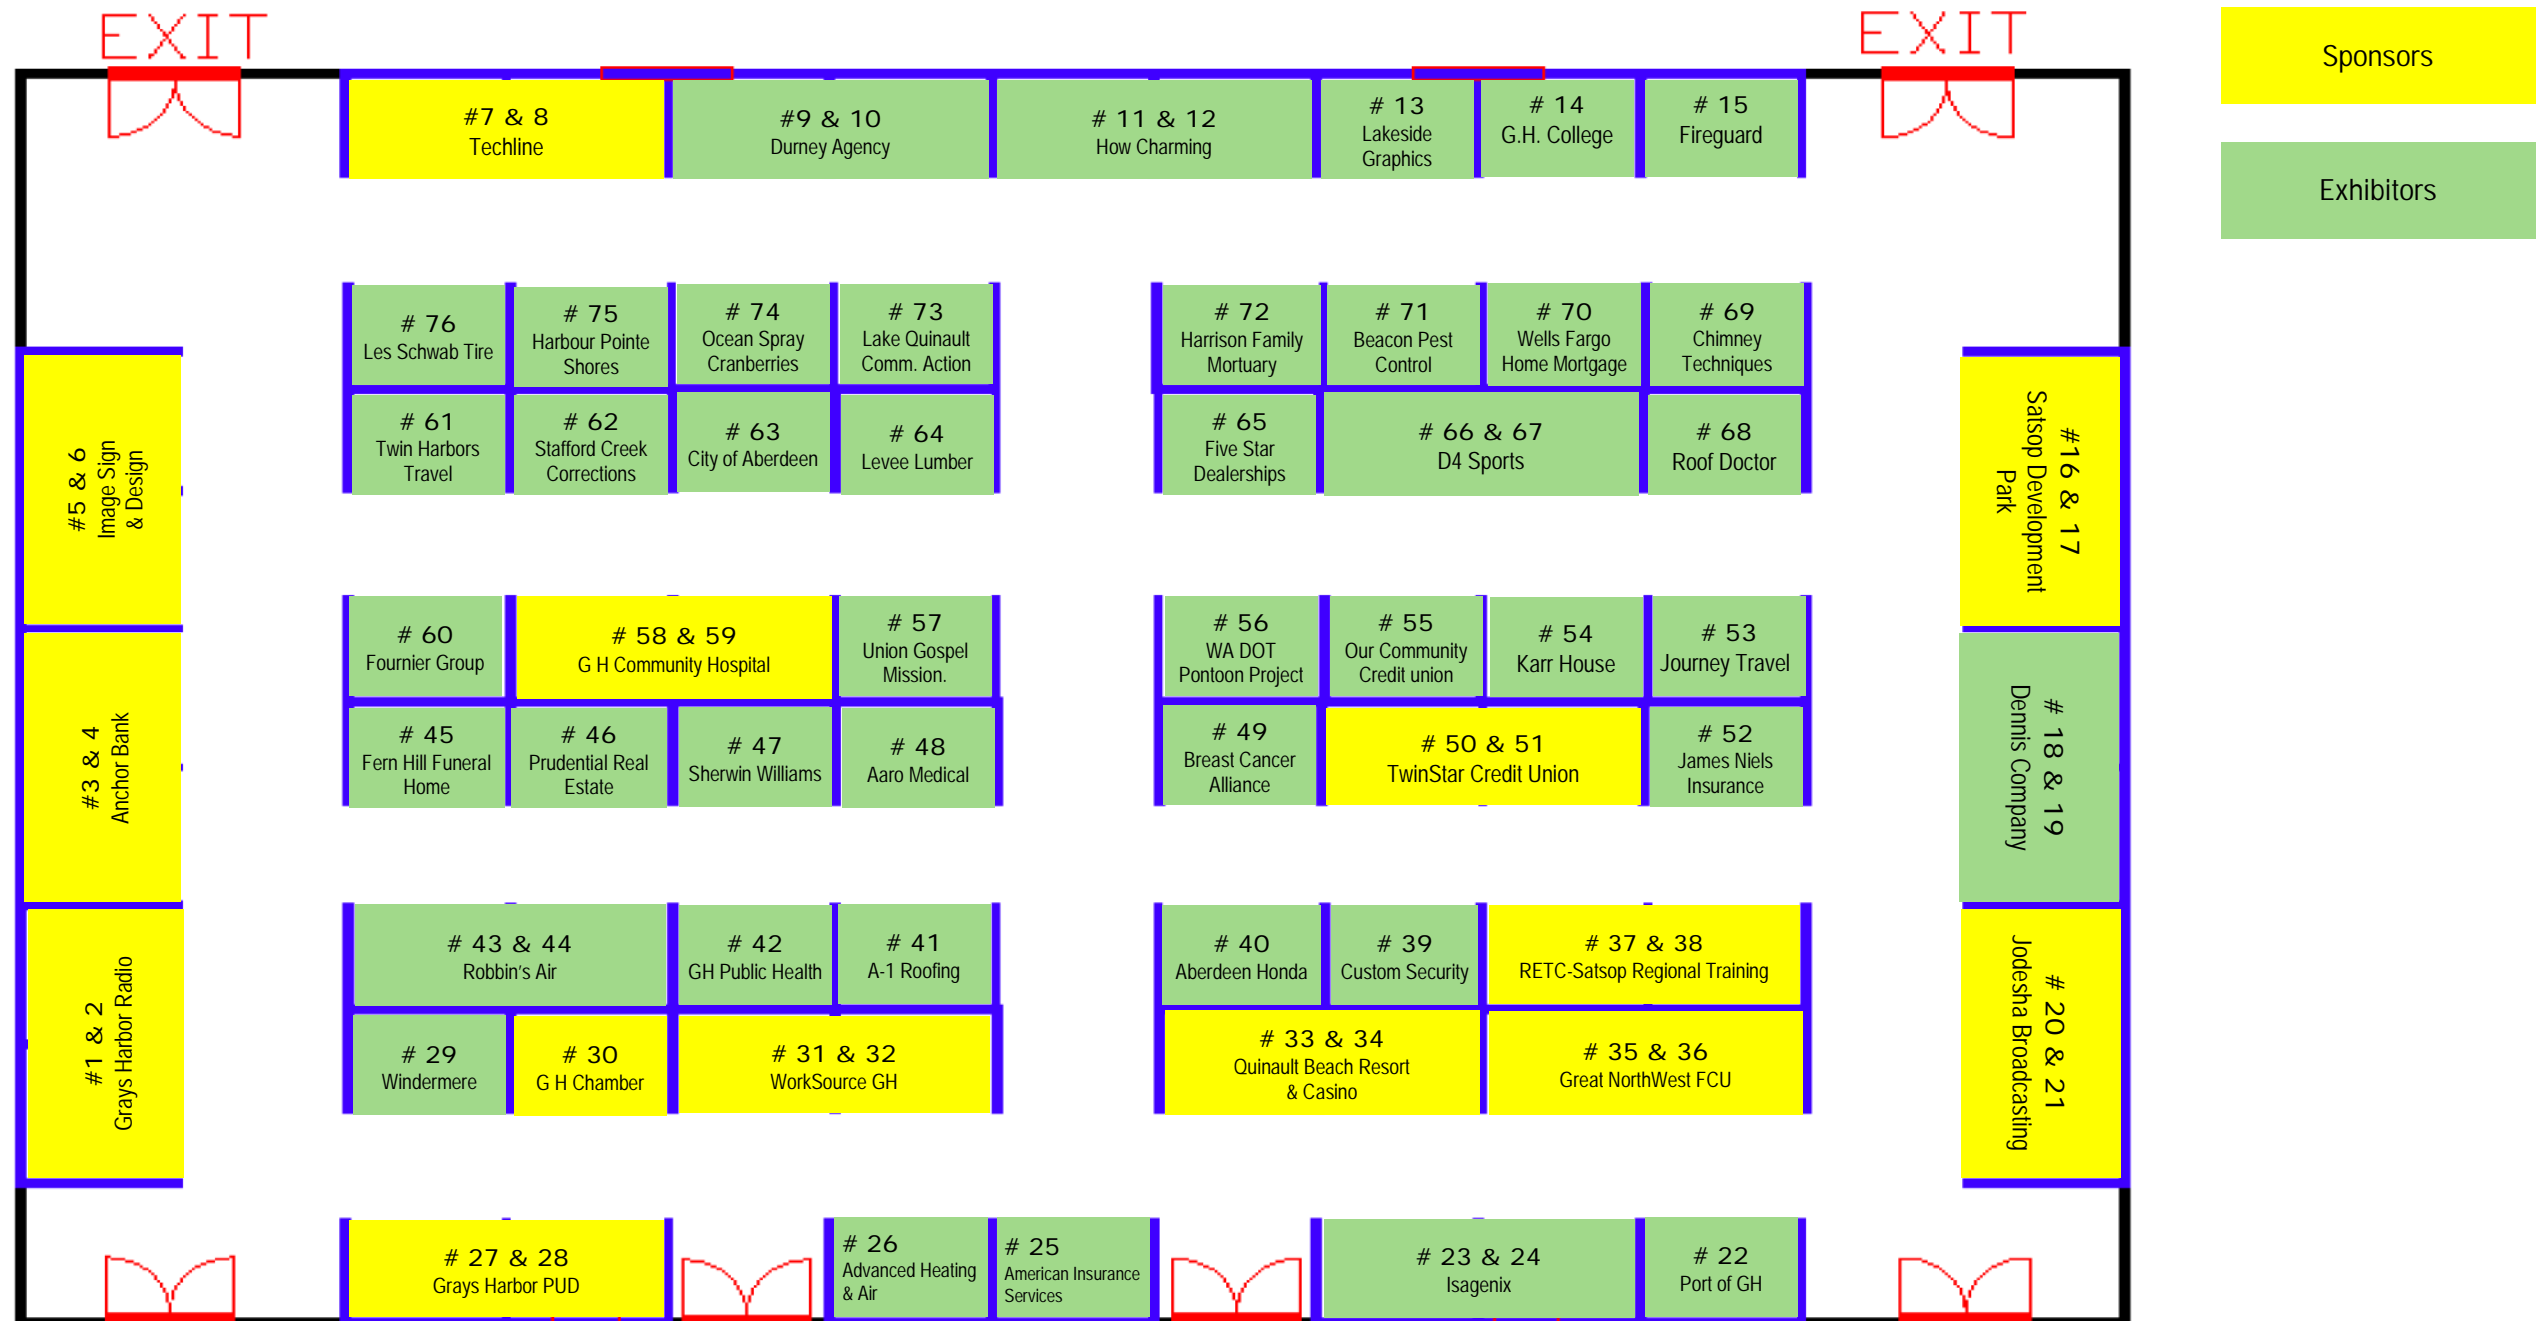 EXIT
EXIT
Sponsors
Exhibitors
#7 & 8
Techline
#9 & 10
Durney Agency
# 11 & 12
How Charming
# 13
Lakeside
Graphics
# 14
G.H. College
# 15
Fireguard
# 76
Les Schwab Tire
# 75
Harbour Pointe
Shores
# 74
Ocean Spray
Cranberries
# 73
Lake Quinault
Comm. Action
# 72
Harrison Family
Mortuary
# 71
Beacon Pest
Control
# 70
Wells Fargo
Home Mortgage
# 69
Chimney
Techniques
# 61
Twin Harbors
Travel
# 62
Stafford Creek
Corrections
# 63
City of Aberdeen
# 64
Levee Lumber
# 65
Five Star
Dealerships
# 66 & 67
D4 Sports
# 68
Roof Doctor
#5 & 6
Image Sign
& Design
#16 & 17
Satsop Development
Park
# 60
Fournier Group
# 58 & 59
G H Community Hospital
# 57
Union Gospel
Mission.
# 56
WA DOT
Pontoon Project
# 55
Our Community
Credit union
# 54
Karr House
# 53
Journey Travel
#3 & 4
Anchor Bank
# 45
Fern Hill Funeral
Home
# 46
Prudential Real
Estate
# 47
Sherwin Williams
# 48
Aaro Medical
# 49
Breast Cancer
Alliance
# 50 & 51
TwinStar Credit Union
# 52
James Niels
Insurance
# 18 & 19
Dennis Company
# 43 & 44
Robbin's Air
# 42
GH Public Health
# 41
A-1 Roofing
# 40
Aberdeen Honda
# 39
Custom Security
# 37 & 38
RETC-Satsop Regional Training
#1 & 2
Grays Harbor Radio
# 29
Windermere
# 30
G H Chamber
# 31 & 32
WorkSource GH
# 33 & 34
Quinault Beach Resort
& Casino
# 35 & 36
Great NorthWest FCU
# 20 & 21
Jodesha Broadcasting
# 27 & 28
Grays Harbor PUD
# 26
Advanced Heating
& Air
# 25
American Insurance
Services
# 23 & 24
Isagenix
# 22
Port of GH